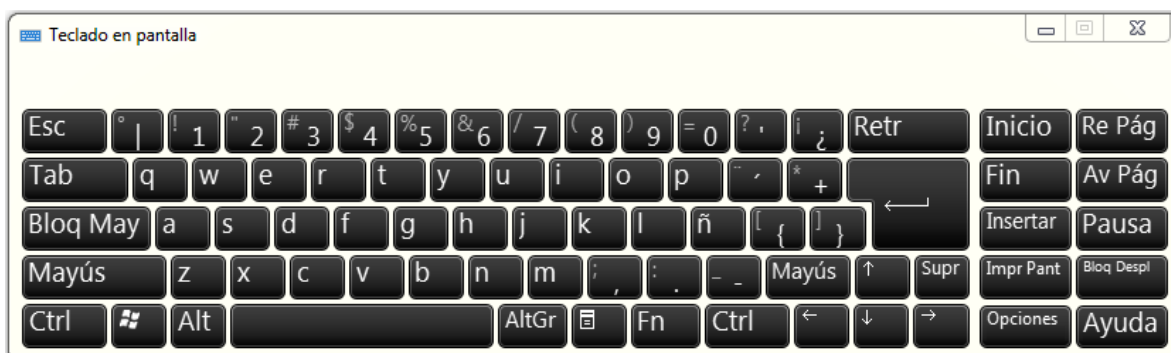 Teclado en pantalla
Esc ° | ! 1 " 2 # 3 $ 4 % 5 & 6 / 7 ( 8 ) 9 = 0 ? ' ¡ ¿ Retr Inicio Re Pág
Tab q w e r t y u i o p ¨ ´ * + Fin Av Pág
Bloq May a s d f g h j k l ñ [ { ] } Insertar Pausa
Mayús z x c v b n m ; , : . _ - Mayús ↑ Supr Impr Pant Bloq Despl
Ctrl Alt AltGr Fn Ctrl ← ↓ → Opciones Ayuda